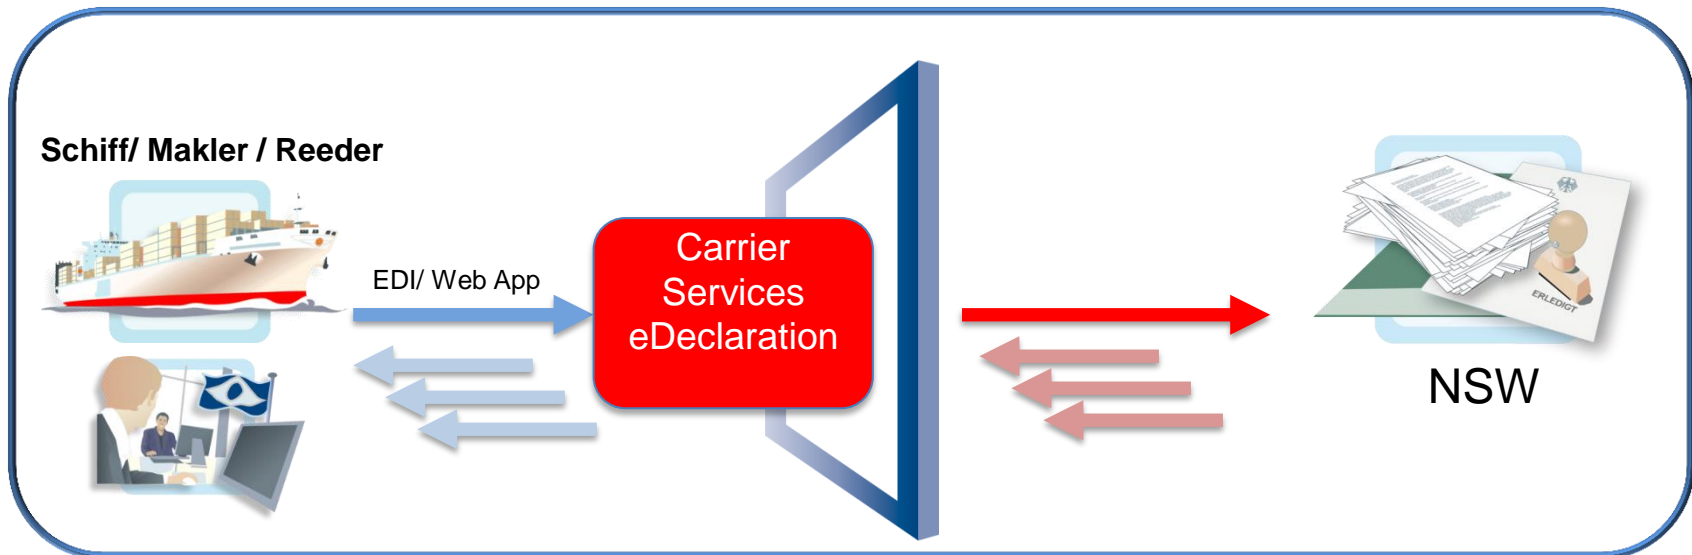 Schiff/ Makler / Reeder
EDI/ Web App
Carrier
Services
eDeclaration
ERLEDIGT
NSW